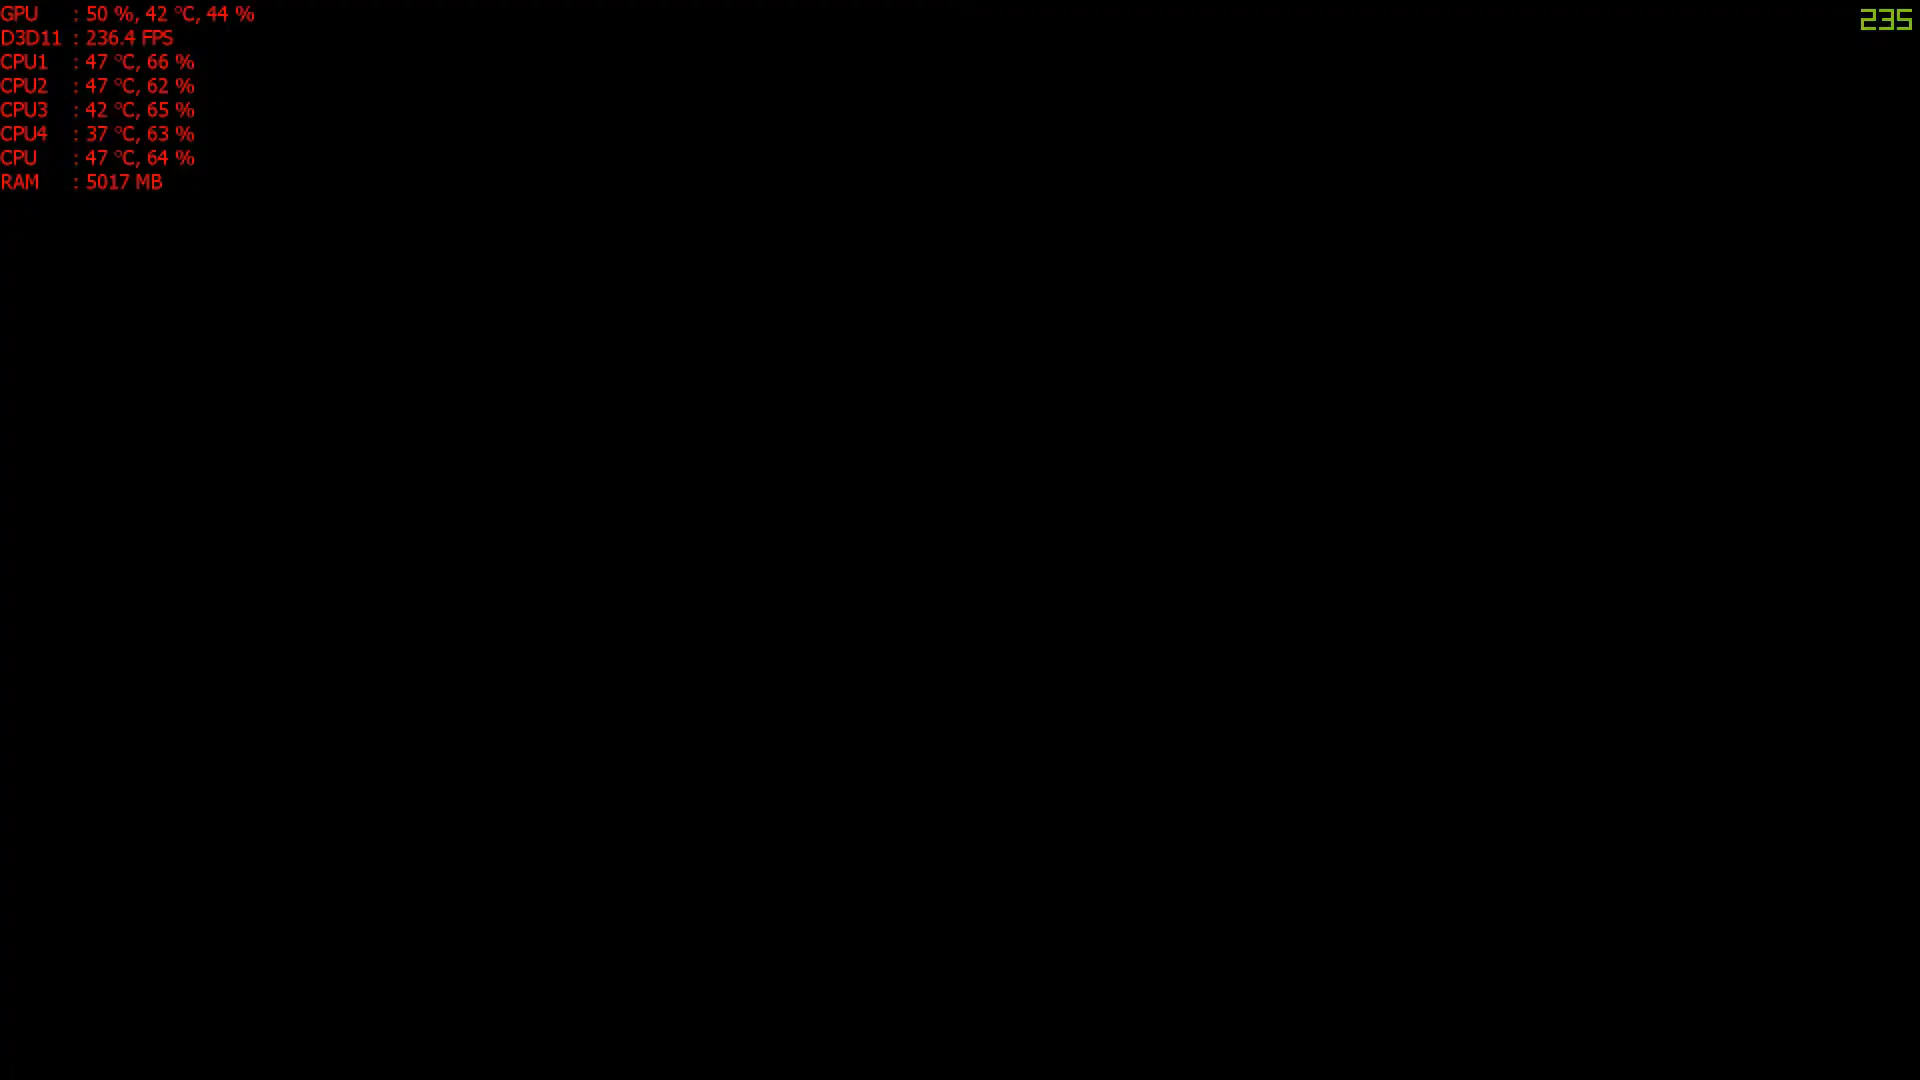 GPU : 50 %, 42 °C, 44 %
235
D3D11 : 236.4 FPS
CPU1 : 47 °C, 66 %
CPU2 : 47 °C, 62 %
CPU3 : 42 °C, 65 %
CPU4 : 37 °C, 63 %
CPU : 47 °C, 64 %
RAM : 5017 MB